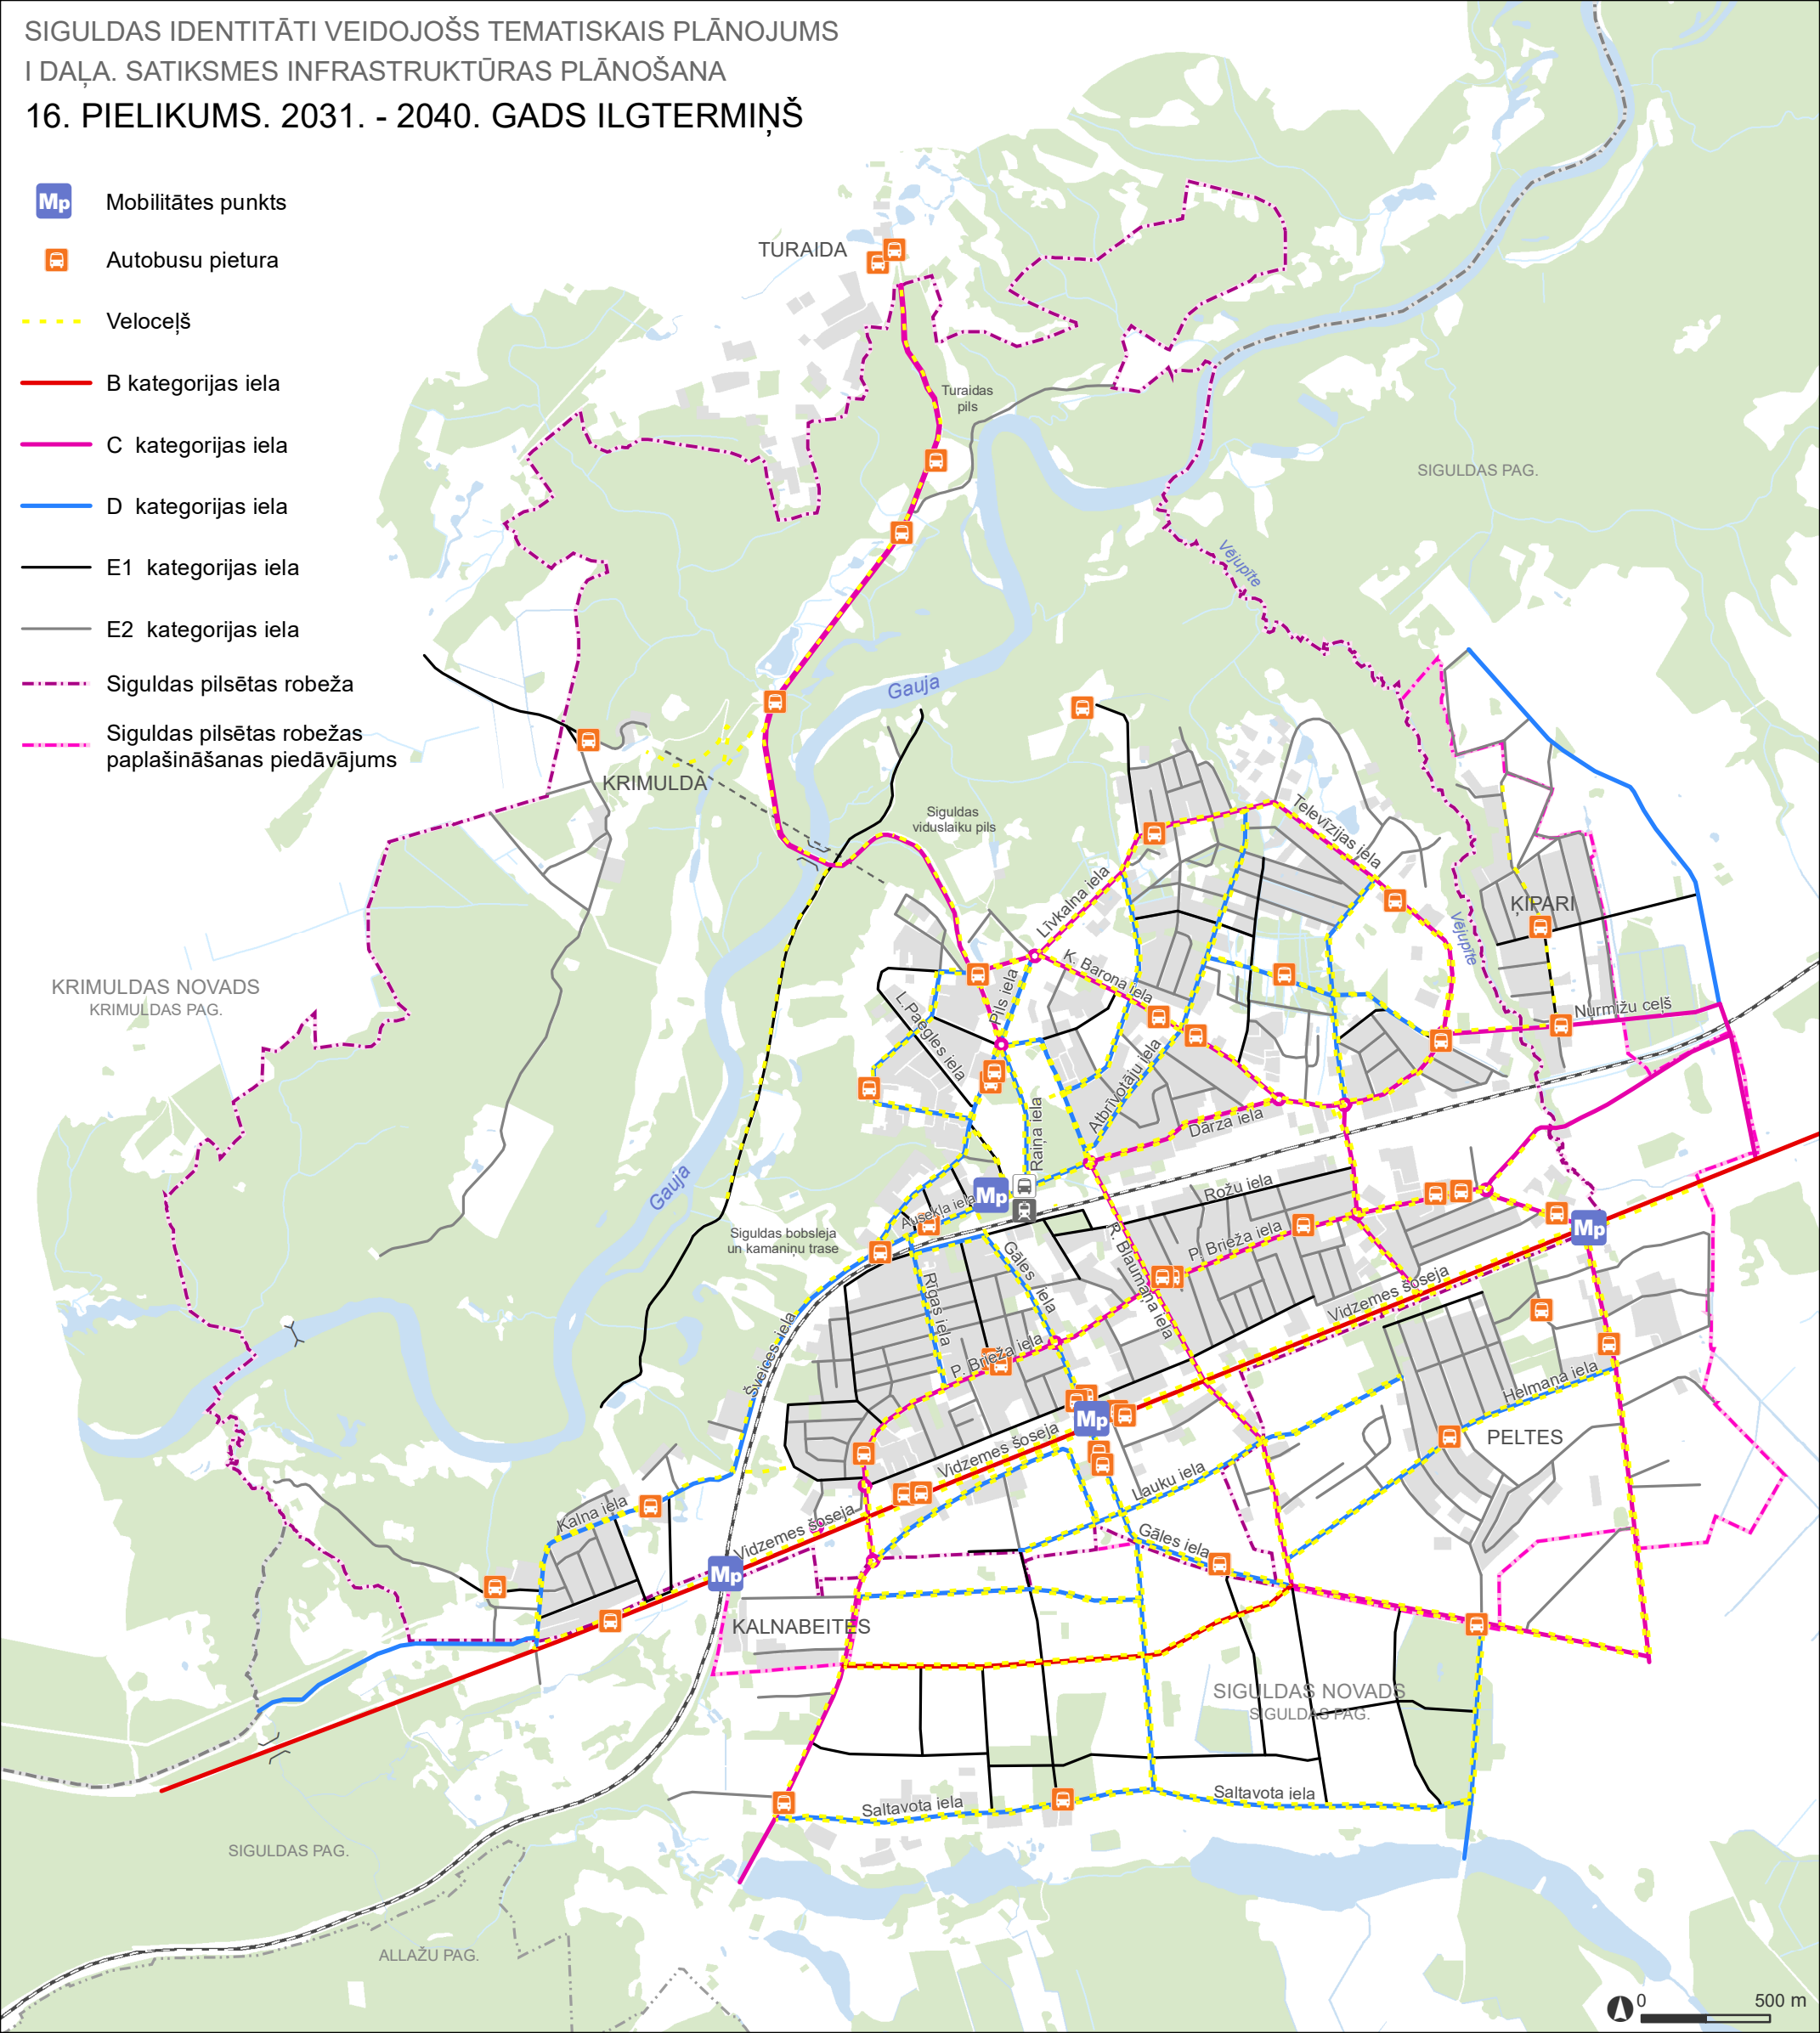 SIGULDAS IDENTITĀTI VEIDOJOŠS TEMATISKAIS PLĀNOJUMS
I DAĻA. SATIKSMES INFRASTRUKTŪRAS PLĀNOŠANA
16. PIELIKUMS. 2031. - 2040. GADS ILGTERMIŅŠ
Mp Mobilitātes punkts
Autobusu pietura
Veloceļš
B kategorijas iela
C kategorijas iela
D kategorijas iela
E1 kategorijas iela
E2 kategorijas iela
Siguldas pilsētas robeža
Siguldas pilsētas robežas
paplašināšanas piedāvājums
TURAIDA
Turaidas
pils
SIGULDAS PAG.
Vējupīte
Gauja
KRIMULDA
Siguldas
viduslaiku pils
Televīzijas iela
Līvkalna iela
ĶIPARI
Vējupīte
K. Barona iela
Pils iela
L.Paegles iela
KRIMULDAS NOVADS
KRIMULDAS PAG.
Nurmižu ceļš
Atbrīvotāju iela
Raiņa iela
Dārza iela
Gauja
Mp
Rožu iela
Ausekļa iela
Siguldas bobsleja
un kamaniņu trase
Gāles iela
R. Blaumaņa iela
P. Brieža iela
Mp
Rīgas iela
Vidzemes šoseja
Šveices iela
P. Brieža iela
Helmaņa iela
Mp
PELTES
Vidzemes šoseja
Lauku iela
Kalna iela
Vidzemes šoseja
Gāles iela
Mp
KALNABEITES
SIGULDAS NOVADS
SIGULDAS PAG.
Saltavota iela
Saltavota iela
SIGULDAS PAG.
ALLAŽU PAG.
0 500 m